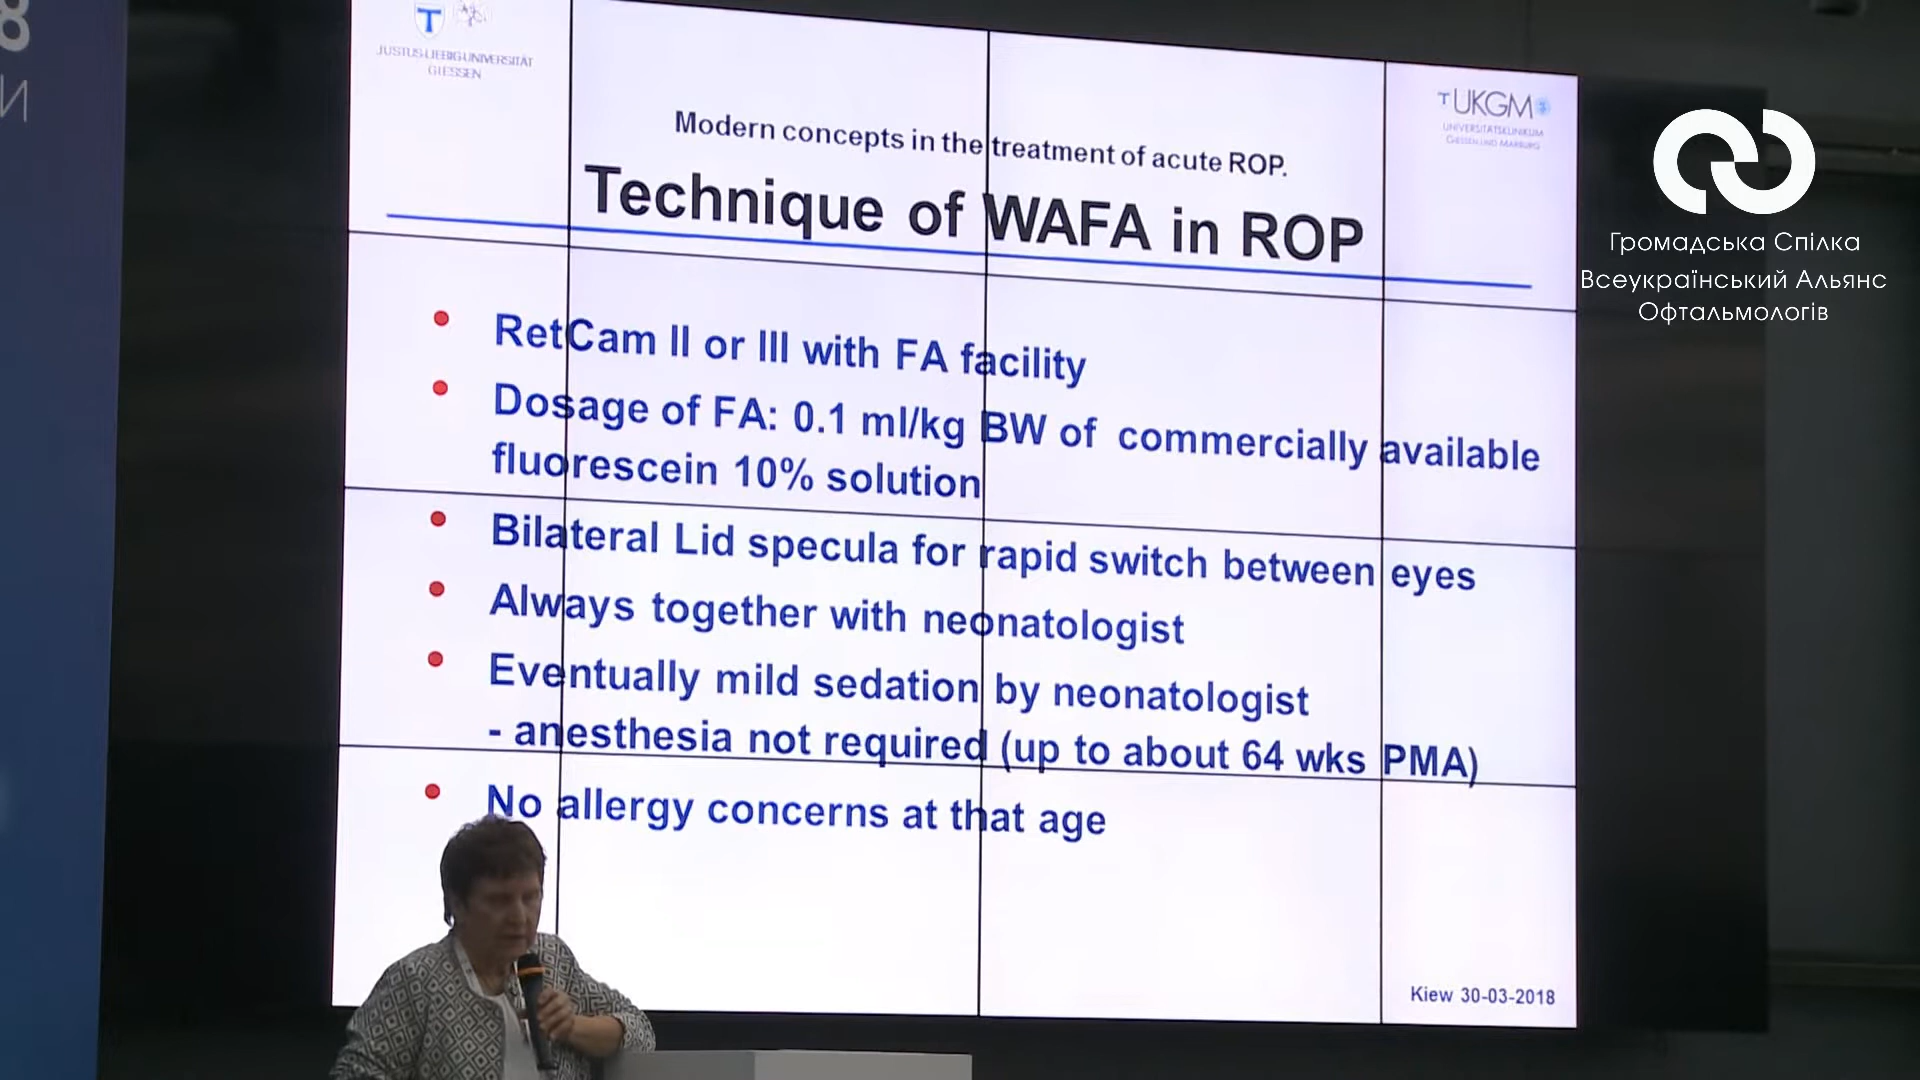 8
И
JUSTUS-LIEBIG-UNIVERSITÄT
GIESSEN
UKGM
UNIVERSITÄTSKLINIKUM
GIESSEN UND MARBURG
Modern concepts in the treatment of acute ROP.
Technique of WAFA in ROP
• RetCam II or III with FA facility
• Dosage of FA: 0.1 ml/kg BW of commercially available
fluorescein 10% solution
• Bilateral Lid specula for rapid switch between eyes
• Always together with neonatologist
• Eventually mild sedation by neonatologist
- anesthesia not required (up to about 64 wks PMA)
• No allergy concerns at that age
Kiew 30-03-2018
Громадська Спілка
Всеукраїнський Альянс
Офтальмологів